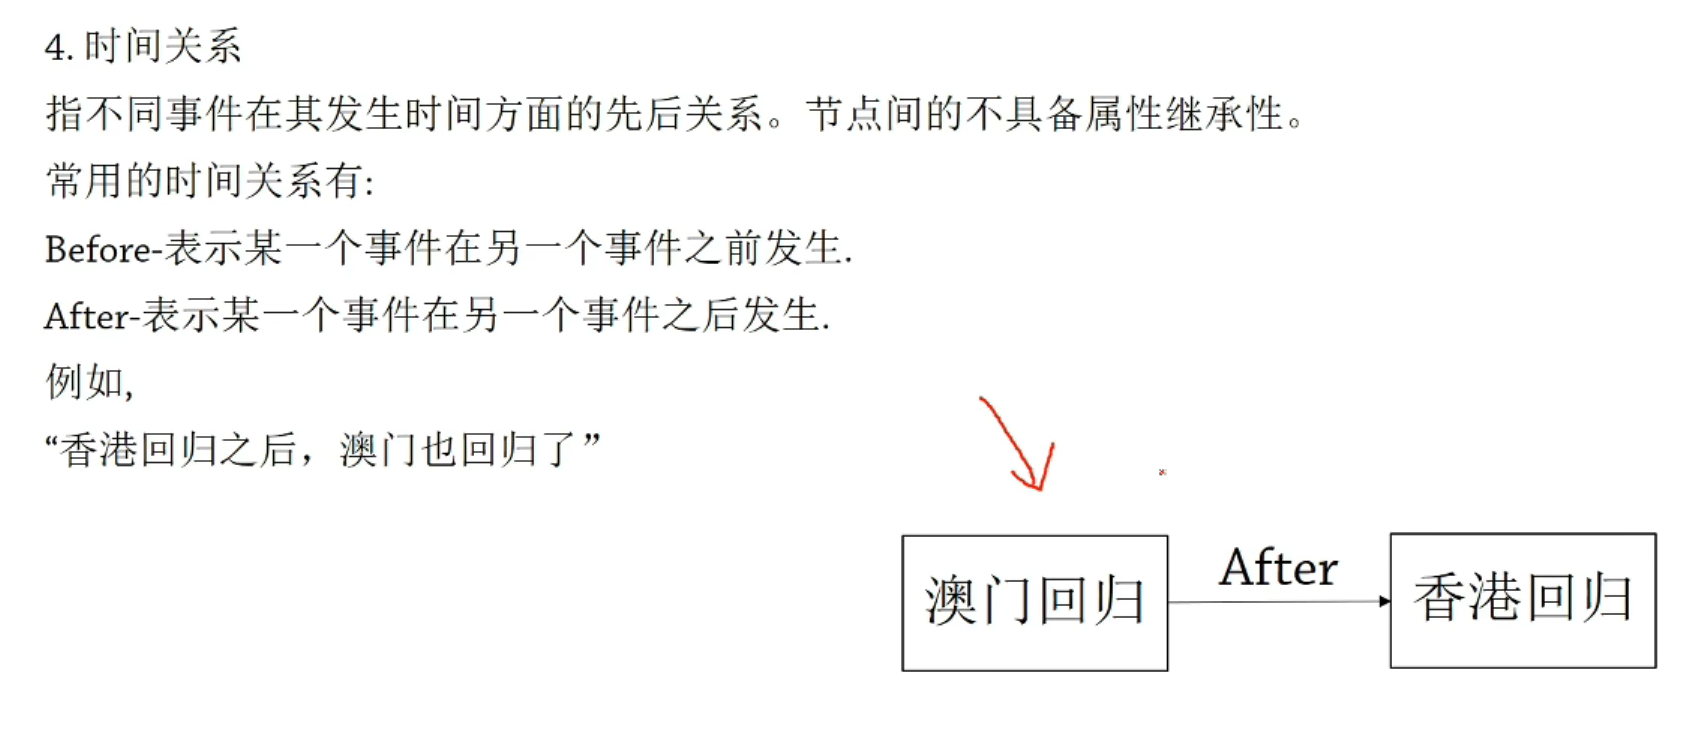 4. 时间关系
指不同事件在其发生时间方面的先后关系。节点间的不具备属性继承性。
常用的时间关系有:
Before-表示某一个事件在另一个事件之前发生.
After-表示某一个事件在另一个事件之后发生.
例如,
“香港回归之后，澳门也回归了”
澳门回归
After
香港回归